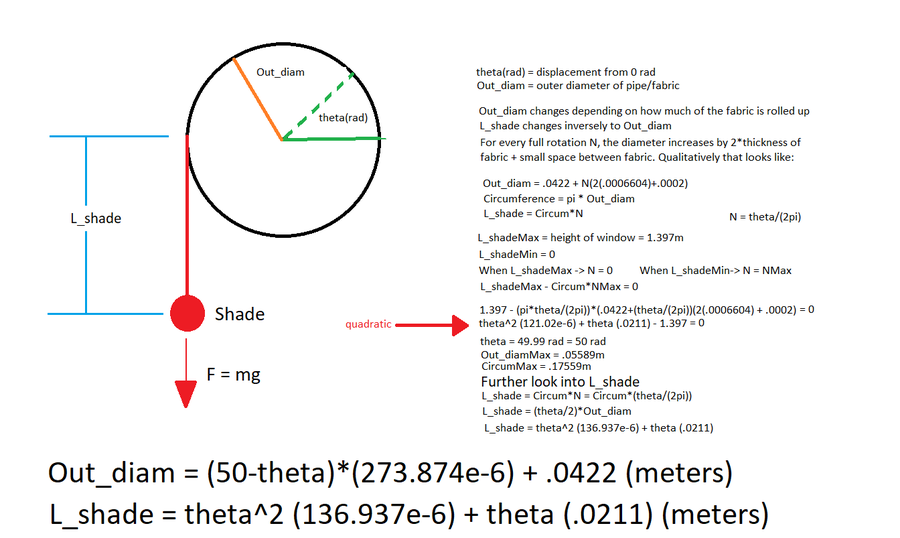 Out_diam
theta(rad)
L_shade
Shade
F = mg
theta(rad) = displacement from 0 rad
Out_diam = outer diameter of pipe/fabric
Out_diam changes depending on how much of the fabric is rolled up
L_shade changes inversely to Out_diam
For every full rotation N, the diameter increases by 2*thickness of
fabric + small space between fabric. Qualitatively that looks like:
Out_diam = .0422 + N(2(.0006604)+.0002)
Circumference = pi * Out_diam
L_shade = Circum*N
N = theta/(2pi)
L_shadeMax = height of window = 1.397m
L_shadeMin = 0
When L_shadeMax -> N = 0 When L_shadeMin-> N = NMax
L_shadeMax - Circum*NMax = 0
1.397 - (pi*theta/(2pi))*(.0422+(theta/(2pi))(2(.0006604) + .0002) = 0
quadratic
theta^2 (121.02e-6) + theta (.0211) - 1.397 = 0
theta = 49.99 rad = 50 rad
Out_diamMax = .05589m
CircumMax = .17559m
Further look into L_shade
L_shade = Circum*N = Circum*(theta/(2pi))
L_shade = (theta/2)*Out_diam
L_shade = theta^2 (136.937e-6) + theta (.0211)
Out_diam = (50-theta)*(273.874e-6) + .0422 (meters)
L_shade = theta^2 (136.937e-6) + theta (.0211) (meters)